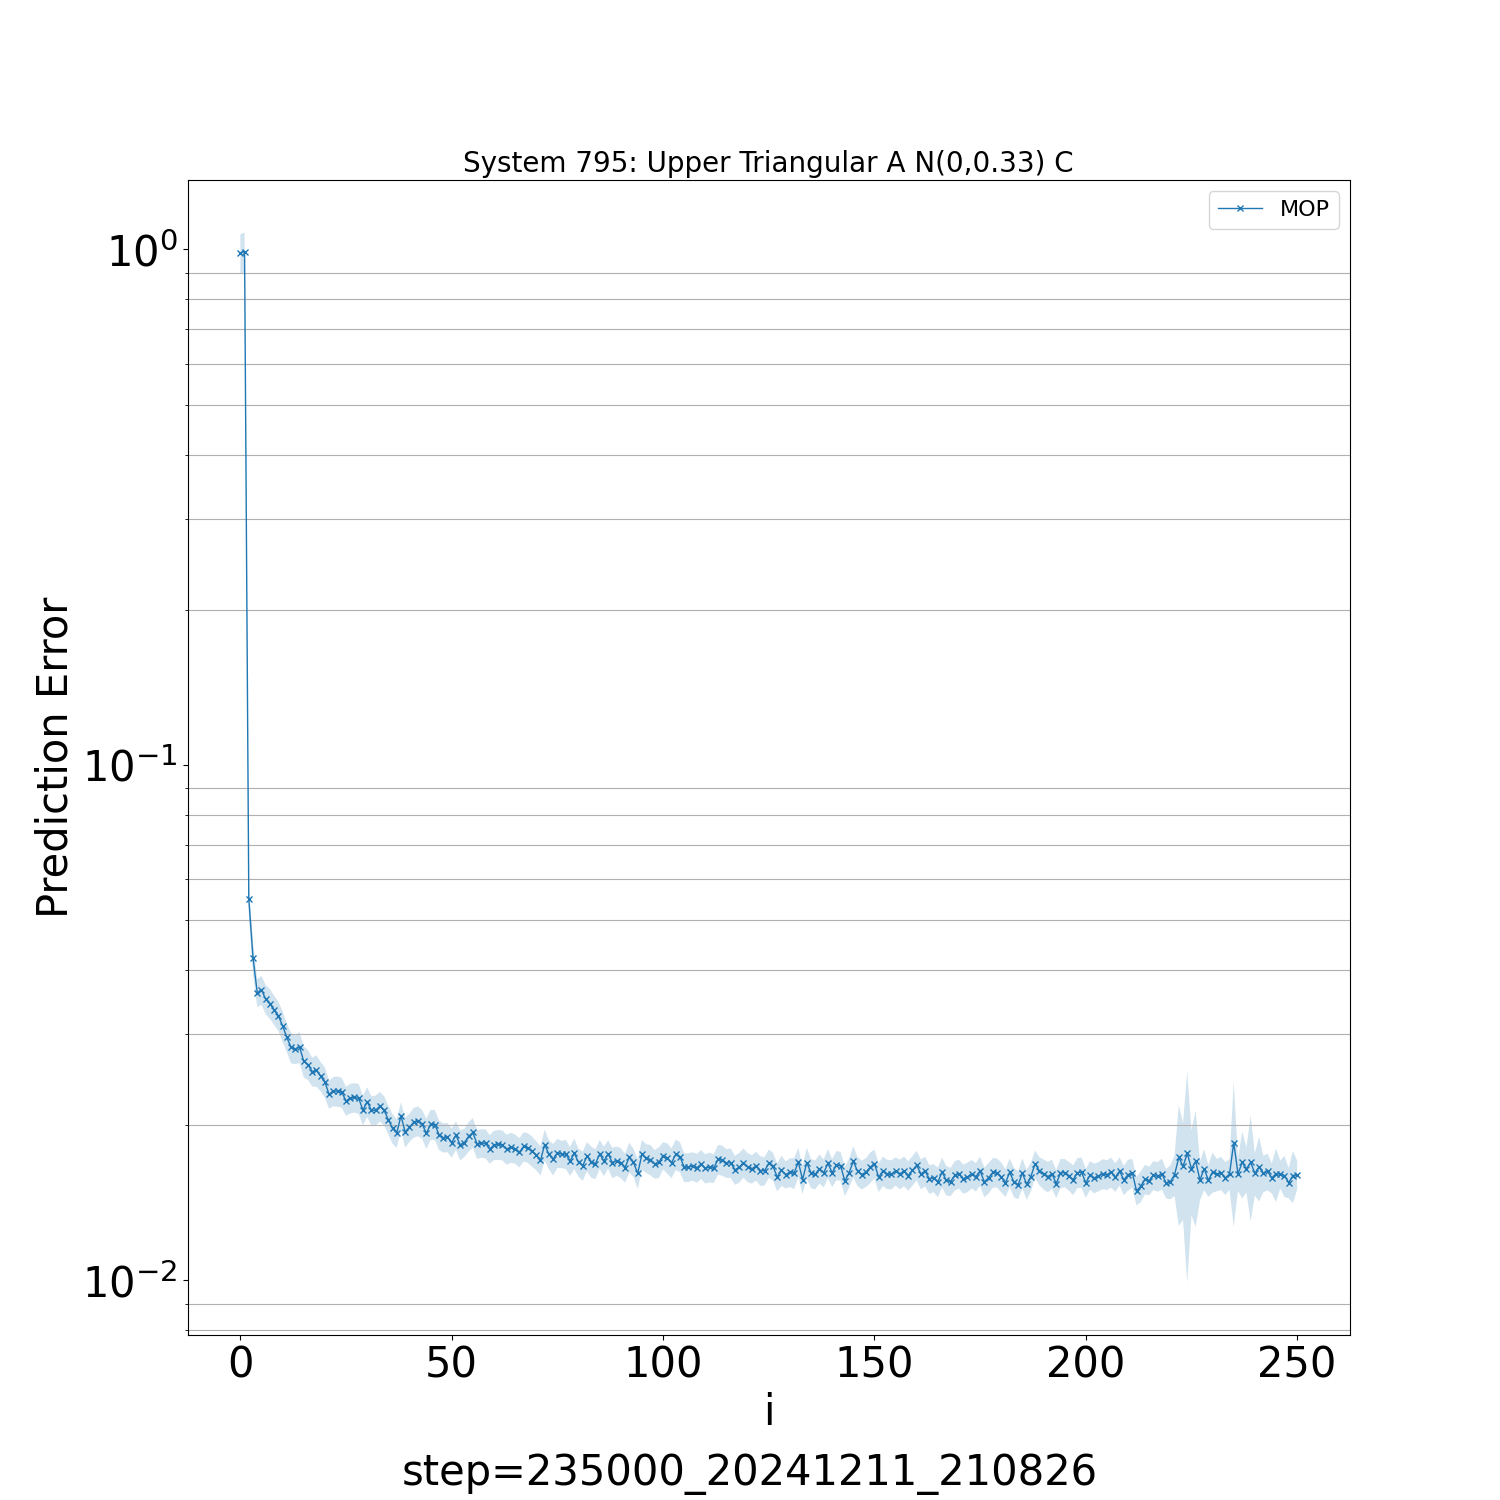 System 795: Upper Triangular A N(0,0.33) C
MOP
10⁰
10⁻¹
10⁻²
Prediction Error
0 50 100 150 200 250
i
step=235000_20241211_210826